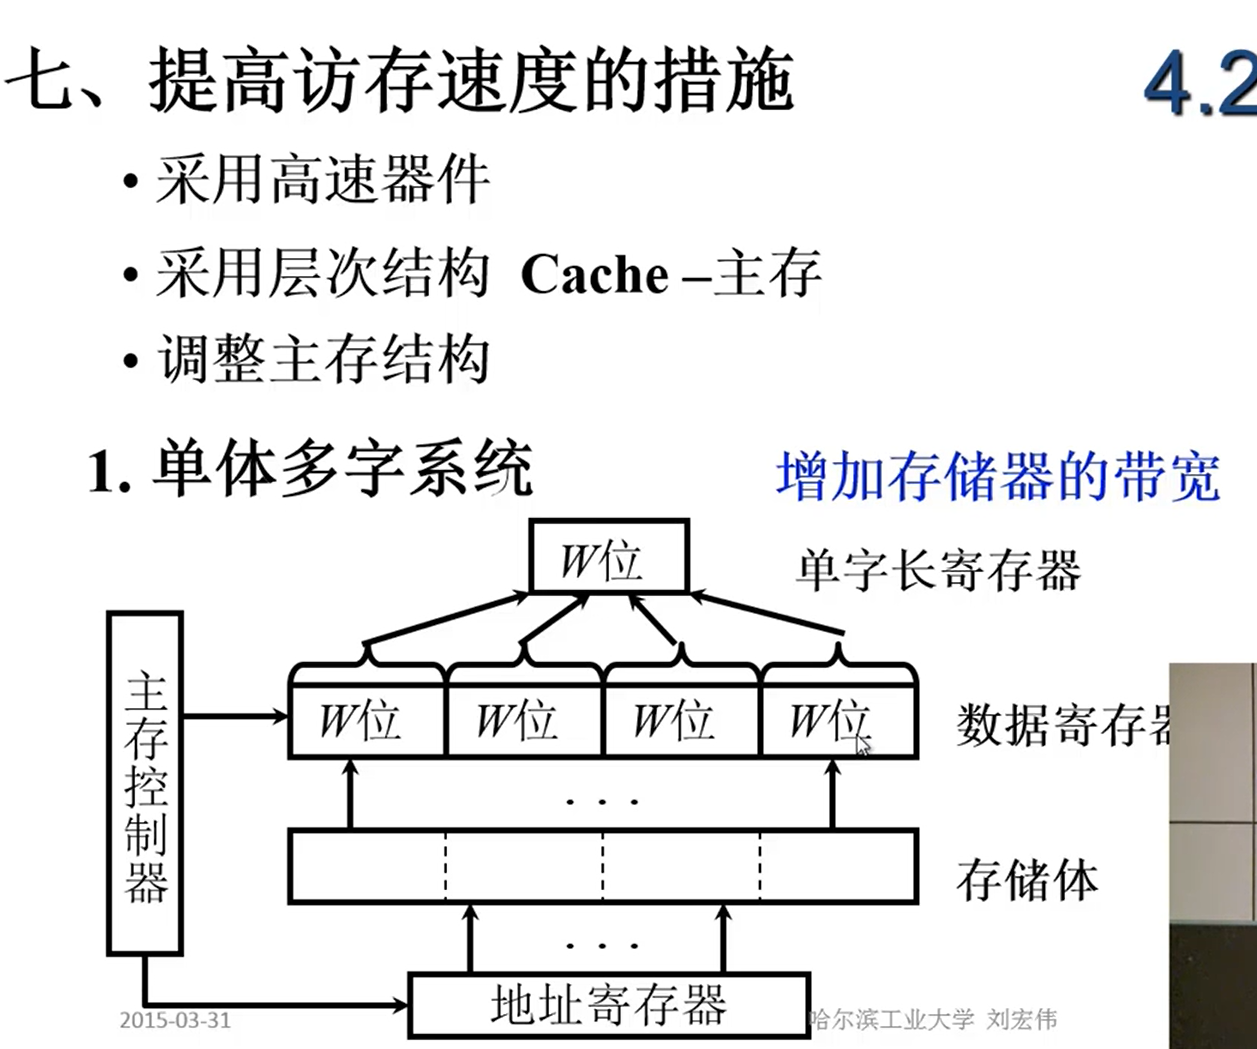 七、提高访存速度的措施
4.2
• 采用高速器件
• 采用层次结构 Cache –主存
• 调整主存结构
1. 单体多字系统
增加存储器的带宽
W位
单字长寄存器
主存控制器
W位 W位 W位 W位
数据寄存器
. . .
存储体
. . .
地址寄存器
2015-03-31
哈尔滨工业大学 刘宏伟